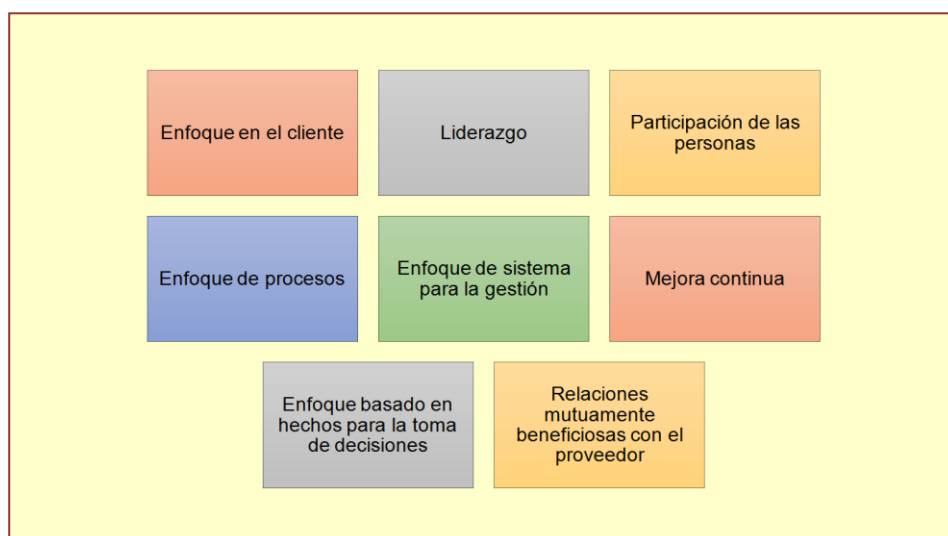 Enfoque en el cliente
Liderazgo
Participación de las
personas
Enfoque de procesos
Enfoque de sistema
para la gestión
Mejora continua
Enfoque basado en
hechos para la toma
de decisiones
Relaciones
mutuamente
beneficiosas con el
proveedor